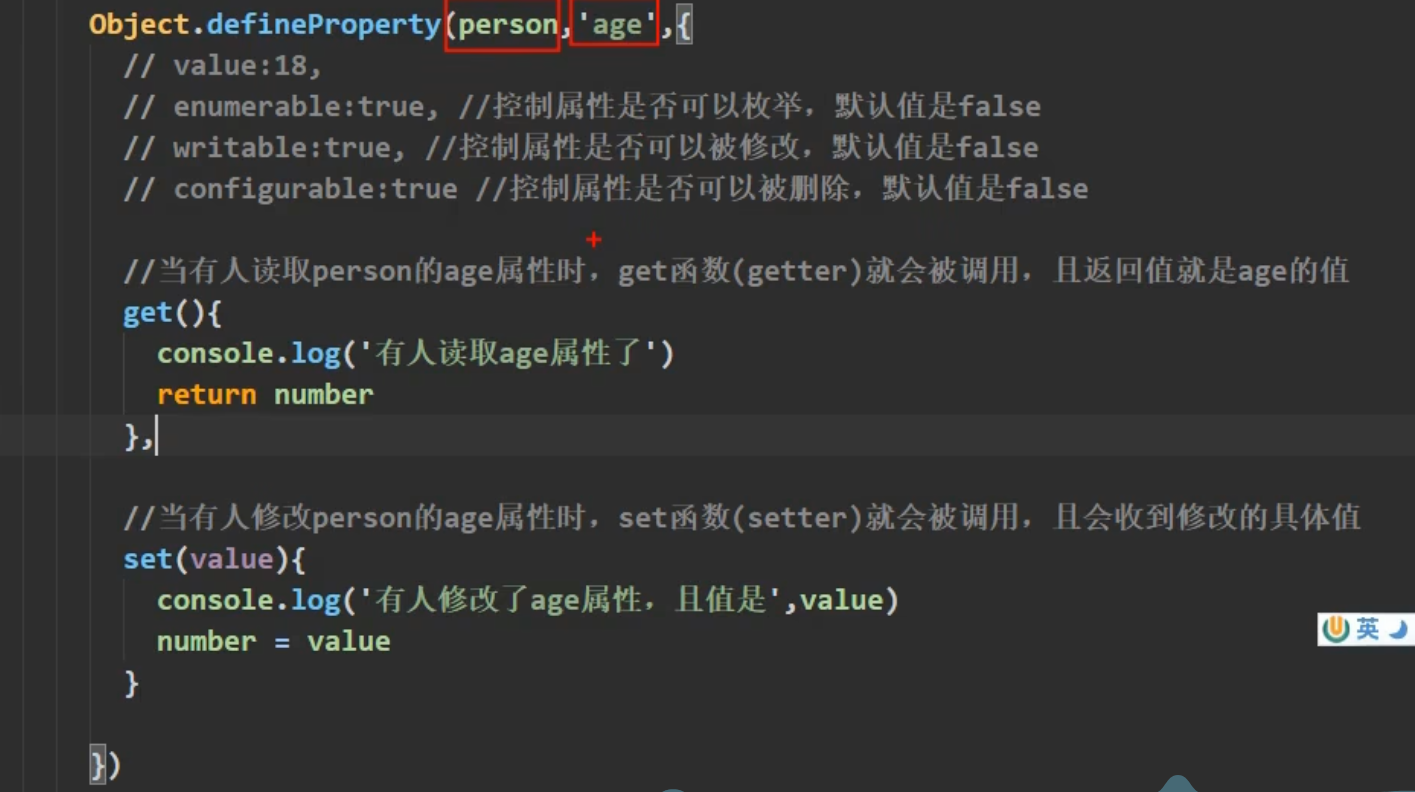 Object.defineProperty(person,'age',{
// value:18,
// enumerable:true, //控制属性是否可以枚举，默认值是false
// writable:true, //控制属性是否可以被修改，默认值是false
// configurable:true //控制属性是否可以被删除，默认值是false
//当有人读取person的age属性时，get函数(getter)就会被调用，且返回值就是age的值
get(){
console.log('有人读取age属性了')
return number
},
//当有人修改person的age属性时，set函数(setter)就会被调用，且会收到修改的具体值
set(value){
console.log('有人修改了age属性，且值是',value)
number = value
英
}
})